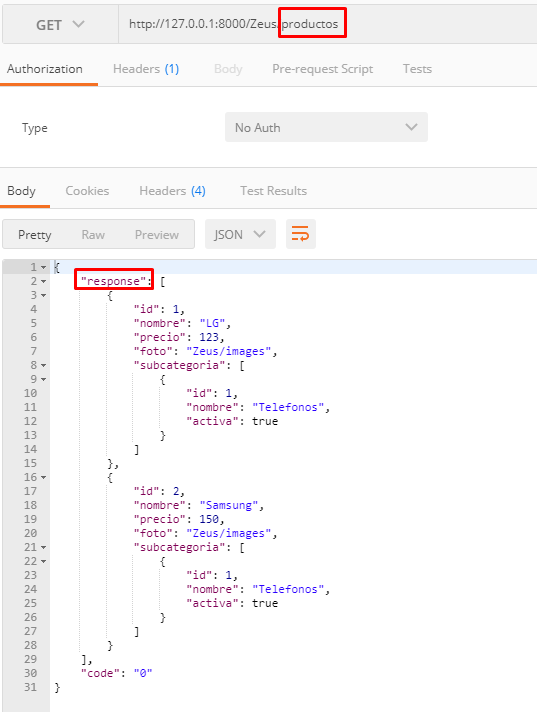 GET http://127.0.0.1:8000/Zeus/productos
Authorization Headers (1) Body Pre-request Script Tests
Type No Auth
Body Cookies Headers (4) Test Results
Pretty Raw Preview JSON
1 {
2 "response": [
3 {
4 "id": 1,
5 "nombre": "LG",
6 "precio": 123,
7 "foto": "Zeus/images",
8 "subcategoria": [
9 {
10 "id": 1,
11 "nombre": "Telefonos",
12 "activa": true
13 }
14 ]
15 },
16 {
17 "id": 2,
18 "nombre": "Samsung",
19 "precio": 150,
20 "foto": "Zeus/images",
21 "subcategoria": [
22 {
23 "id": 1,
24 "nombre": "Telefonos",
25 "activa": true
26 }
27 ]
28 }
29 ],
30 "code": "0"
31 }